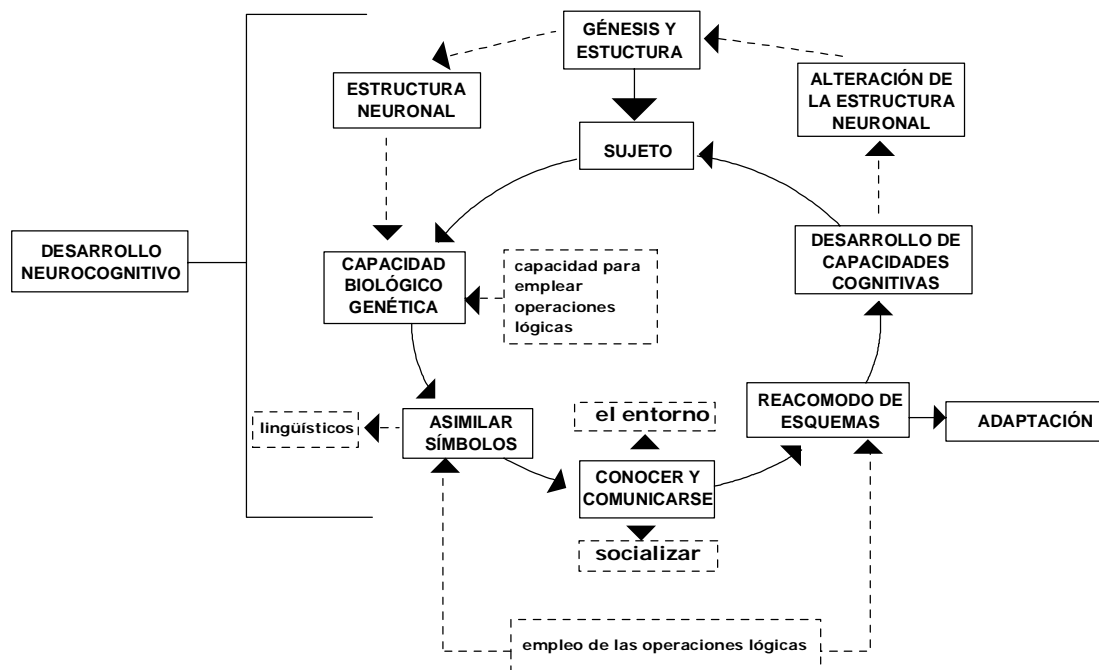 GÉNESIS Y
ESTUCTURA
ESTRUCTURA
NEURONAL
ALTERACIÓN DE
LA ESTRUCTURA
NEURONAL
SUJETO
DESARROLLO
NEUROCOGNITIVO
CAPACIDAD
BIOLÓGICO
GENÉTICA
capacidad para
emplear
operaciones
lógicas
DESARROLLO DE
CAPACIDADES
COGNITIVAS
lingüísticos
ASIMILAR
SÍMBOLOS
el entorno
REACOMODO DE
ESQUEMAS
ADAPTACIÓN
CONOCER Y
COMUNICARSE
socializar
empleo de las operaciones lógicas